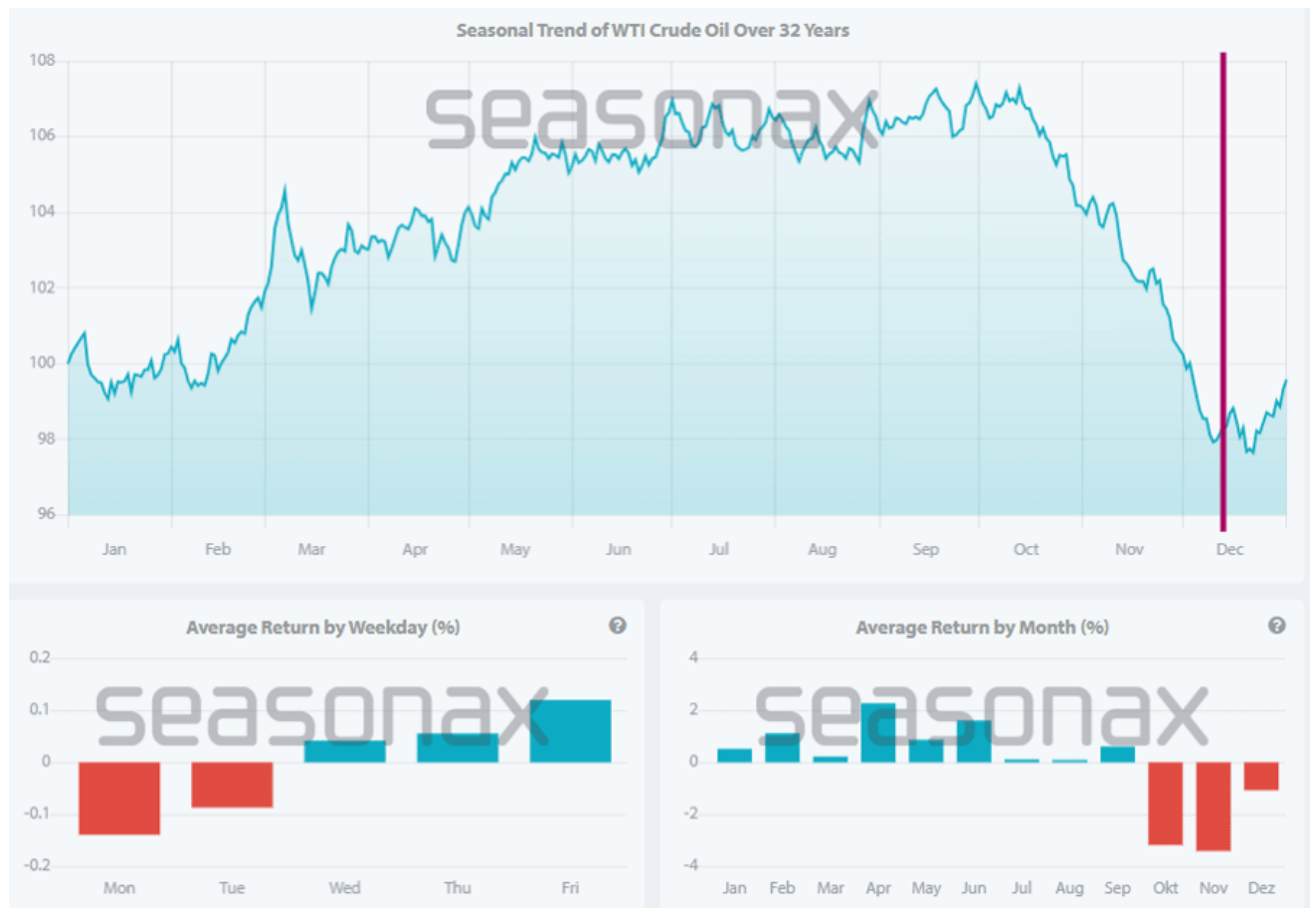 Seasonal Trend of WTI Crude Oil Over 32 Years
108
106
104
102
100
98
96
seasonax
Jan Feb Mar Apr May Jun Jul Aug Sep Oct Nov Dec
Average Return by Weekday (%) ?
0.2
0.1
0
-0.1
-0.2
seasonax
Mon Tue Wed Thu Fri
Average Return by Month (%) ?
4
2
0
-2
-4
seasonax
Jan Feb Mar Apr May Jun Jul Aug Sep Okt Nov Dez